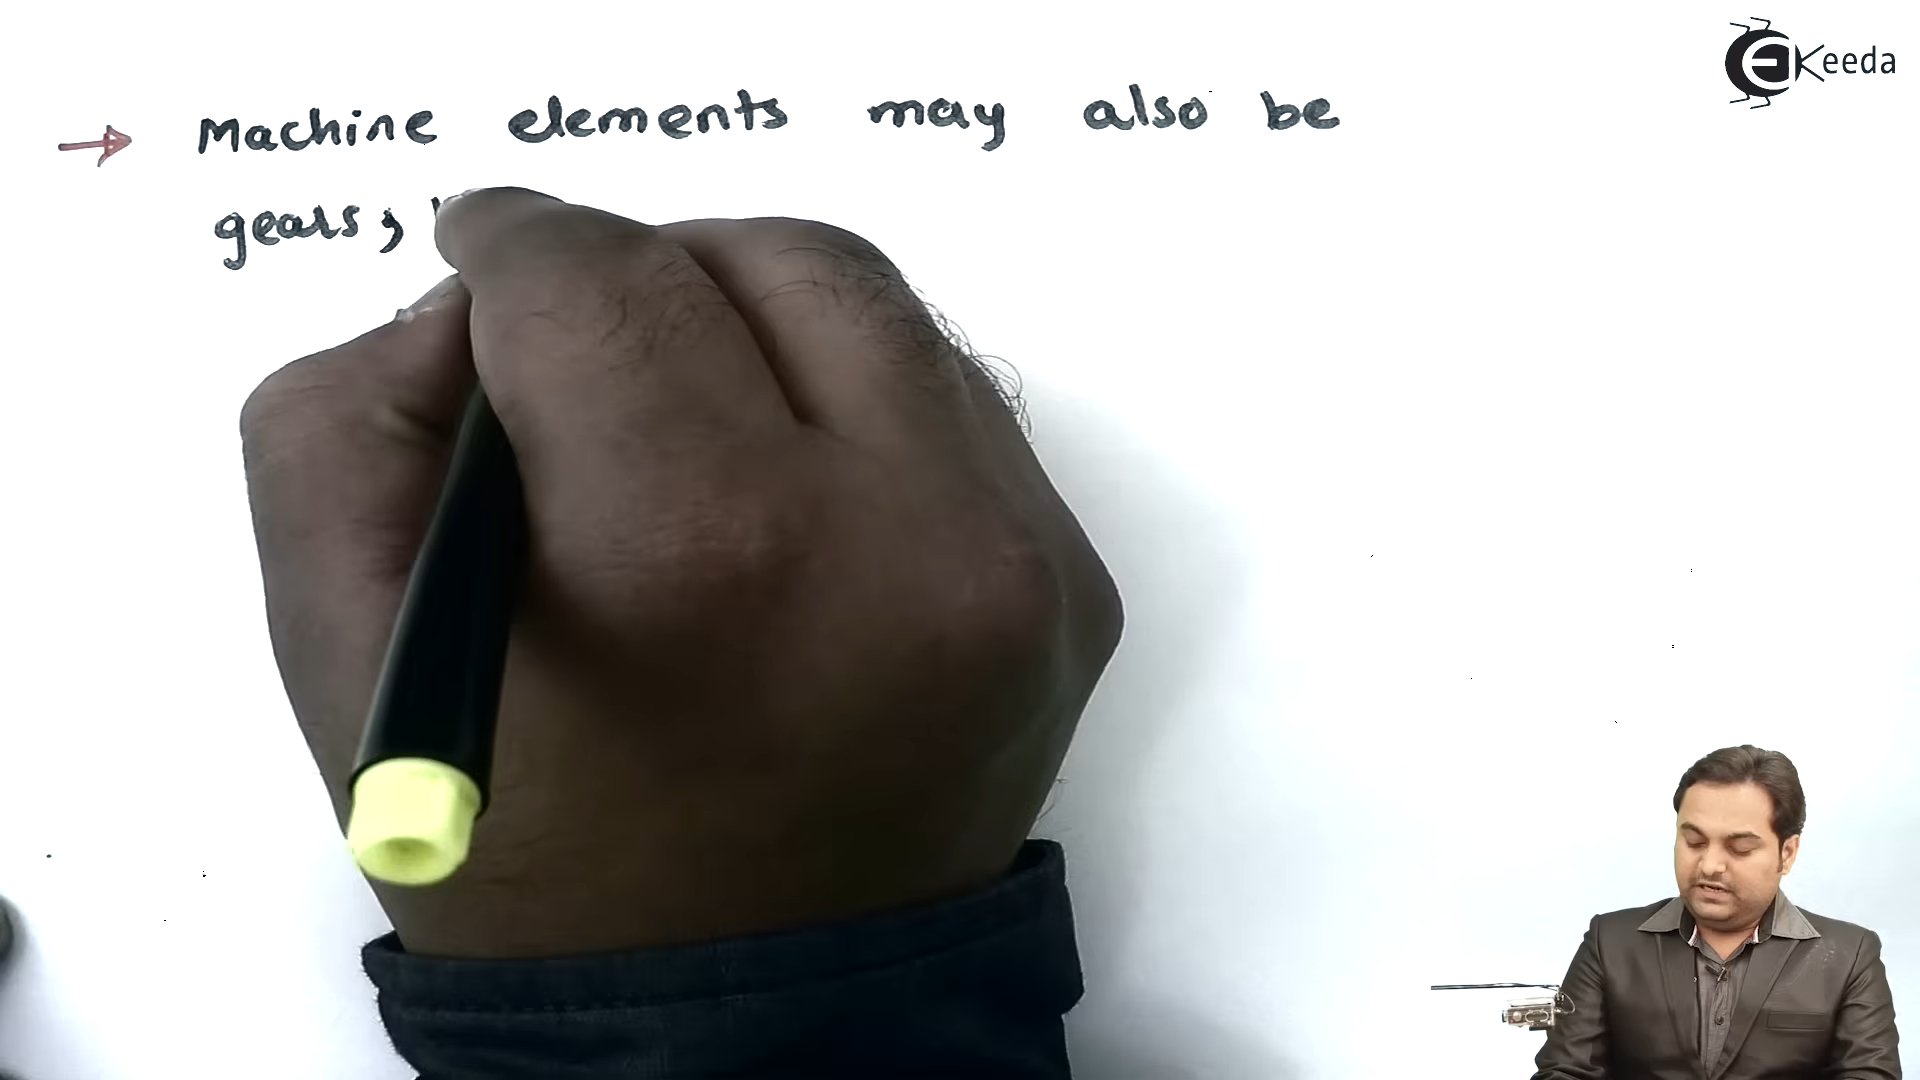 EKeeda
→ Machine elements may also be
gears,